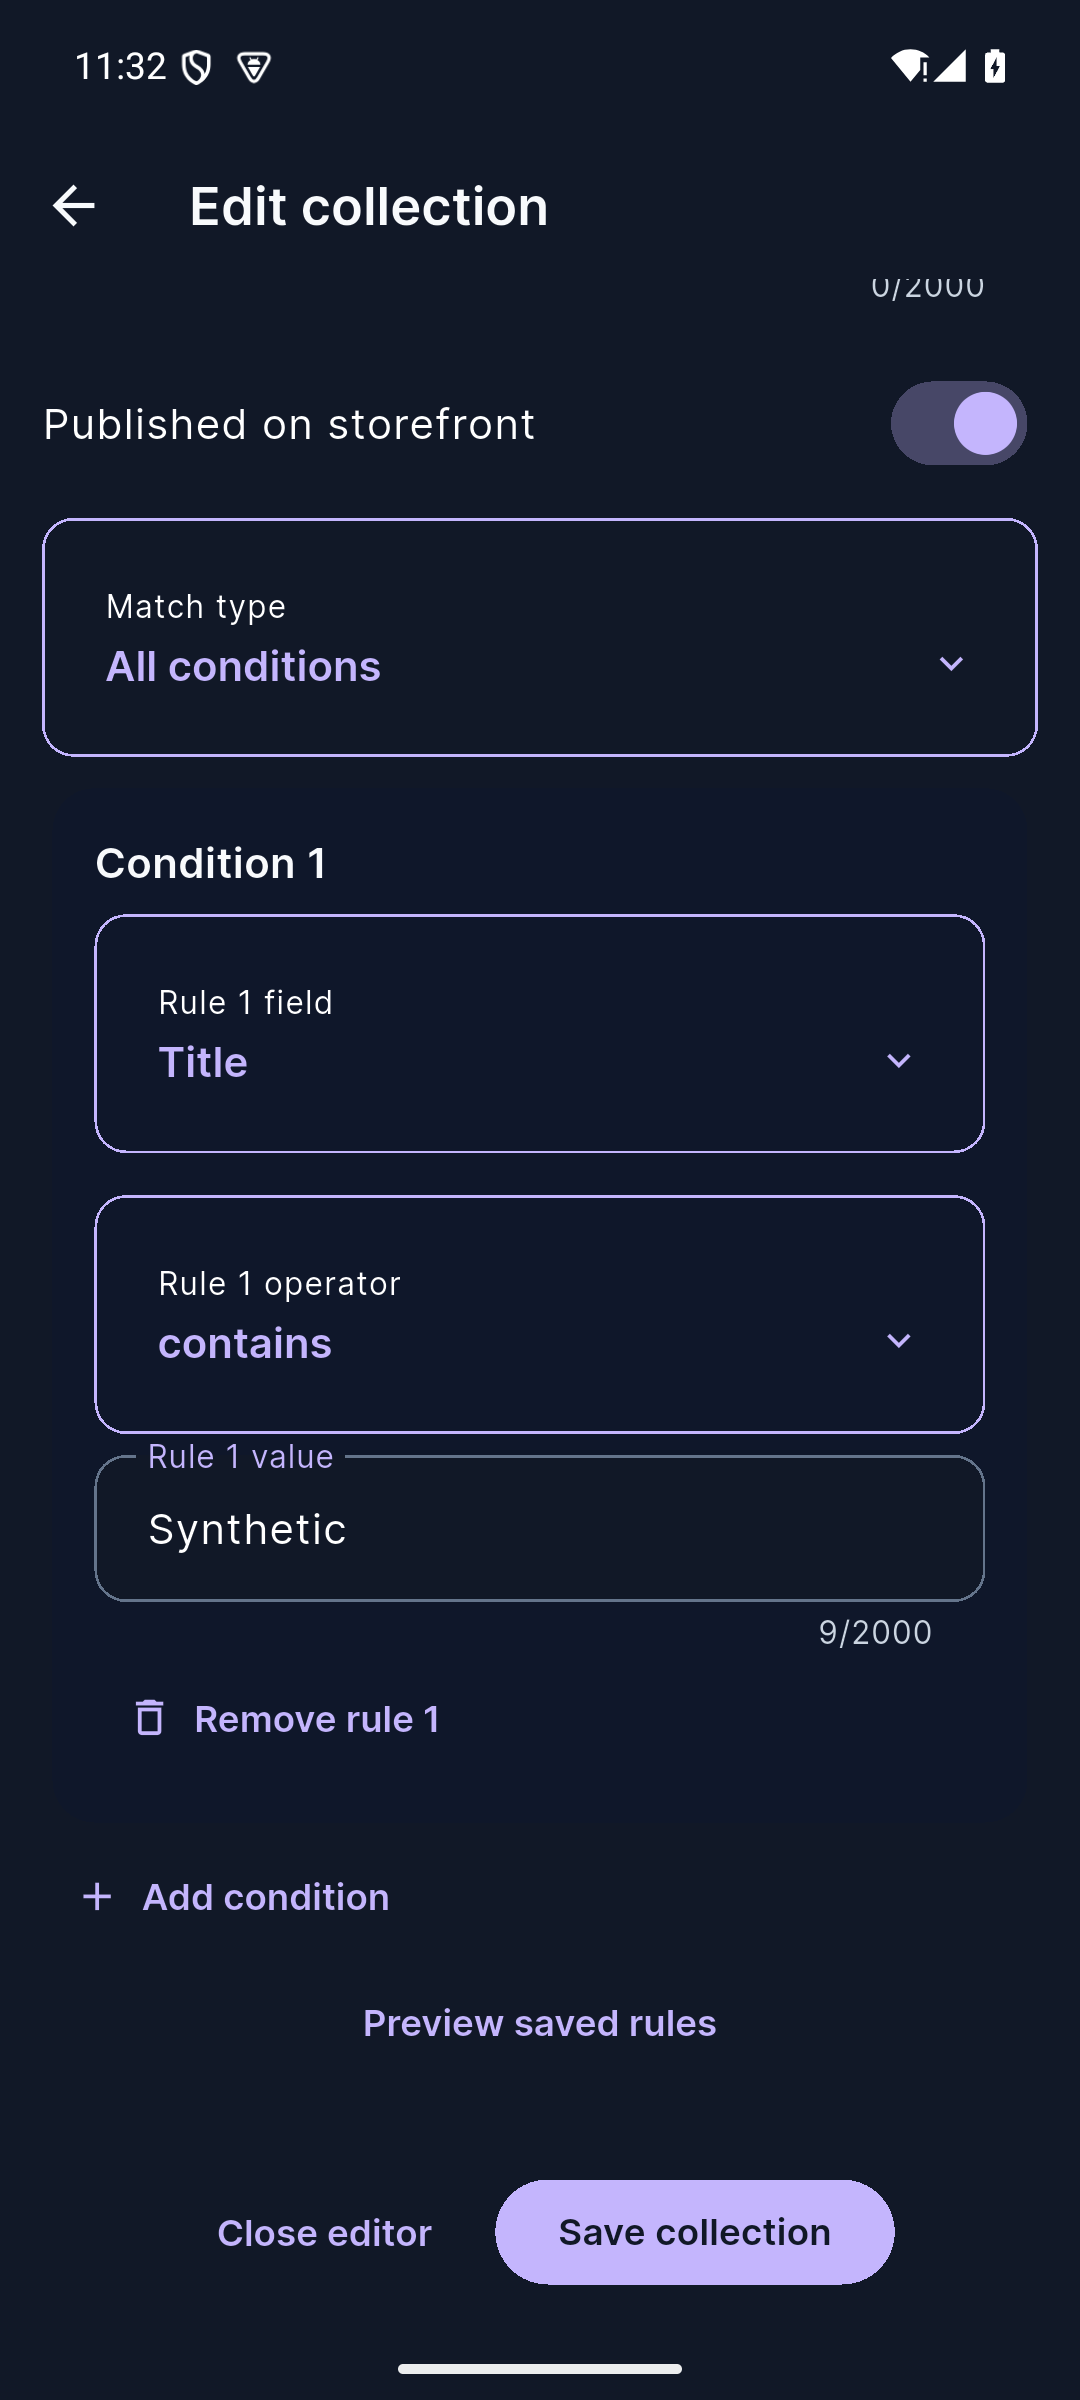 11:32
Edit collection
0/2000
Published on storefront
Match type
All conditions
Condition 1
Rule 1 field
Title
Rule 1 operator
contains
Rule 1 value
Synthetic
9/2000
Remove rule 1
Add condition
Preview saved rules
Close editor
Save collection